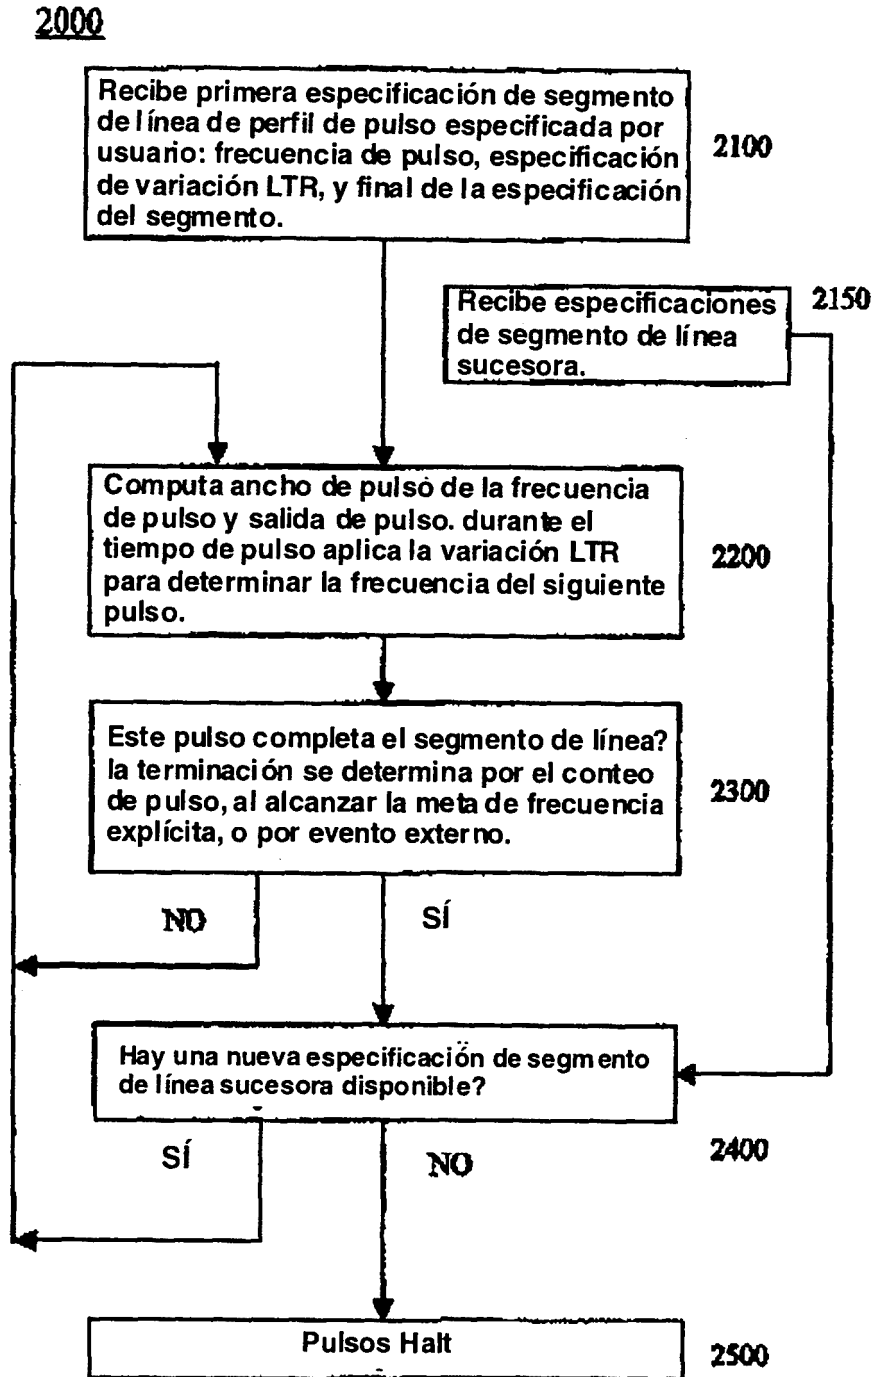 2000
Recibe primera especificación de segmento
de línea de perfil de pulso especificada por
usuario: frecuencia de pulso, especificación
de variación LTR, y final de la especificación
del segmento.
2100
Recibe especificaciones
de segmento de línea
sucesora.
2150
Computa ancho de pulso de la frecuencia
de pulso y salida de pulso. durante el
tiempo de pulso aplica la variación LTR
para determinar la frecuencia del siguiente
pulso.
2200
Este pulso completa el segmento de línea?
la terminación se determina por el conteo
de pulso, al alcanzar la meta de frecuencia
explícita, o por evento externo.
2300
NO
SÍ
Hay una nueva especificación de segmento
de línea sucesora disponible?
2400
SÍ
NO
Pulsos Halt
2500